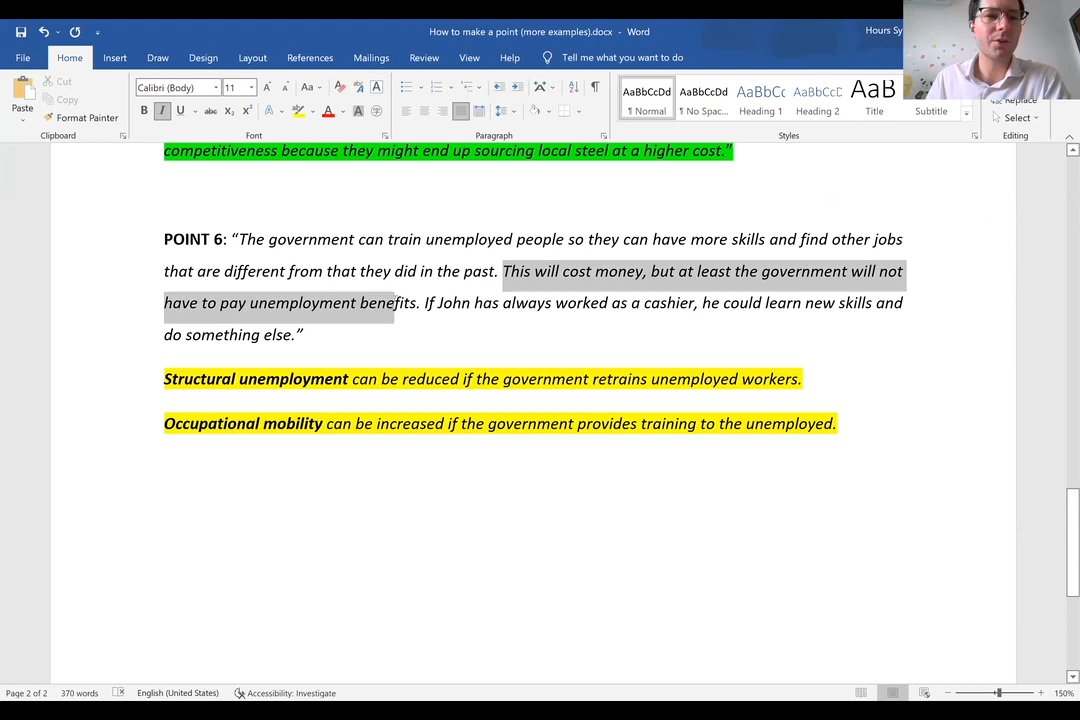 How to make a point (more examples).docx - Word
Hours Sy
File Home Insert Draw Design Layout References Mailings Review View Help Tell me what you want to do
Paste
Cut
Copy
Format Painter
Clipboard
Calibri (Body) 11
Font
Paragraph
AaBbCcDd AaBbCcDd AaBbCc AaBbCcD AaB
¶ Normal ¶ No Spac... Heading 1 Heading 2 Title Subtitle
Styles
Replace
Select
Editing
competitiveness because they might end up sourcing local steel at a higher cost.”
POINT 6: “The government can train unemployed people so they can have more skills and find other jobs
that are different from that they did in the past. This will cost money, but at least the government will not
have to pay unemployment benefits. If John has always worked as a cashier, he could learn new skills and
do something else.”
Structural unemployment can be reduced if the government retrains unemployed workers.
Occupational mobility can be increased if the government provides training to the unemployed.
Page 2 of 2 370 words English (United States) Accessibility: Investigate 150%